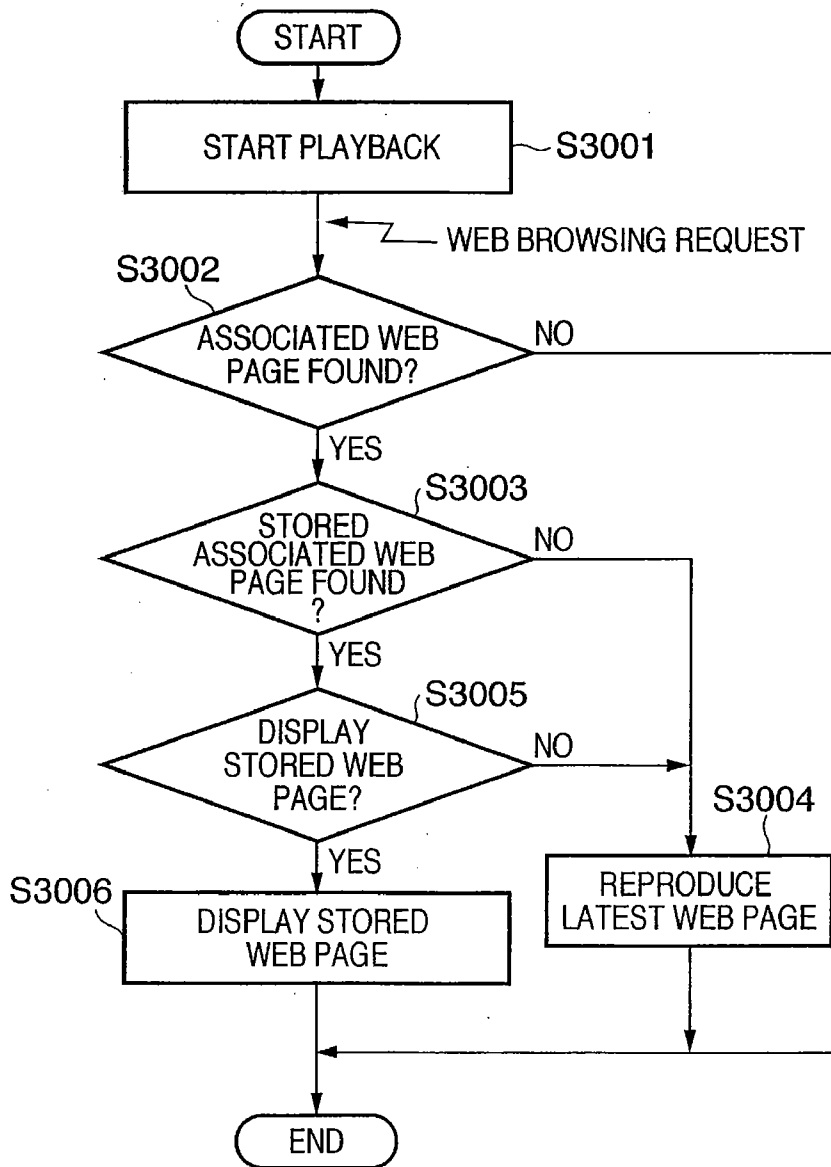 START
START PLAYBACK
S3001
WEB BROWSING REQUEST
S3002
ASSOCIATED WEB
PAGE FOUND?
NO
YES
S3003
STORED
ASSOCIATED WEB
PAGE FOUND
?
NO
YES
S3005
DISPLAY
STORED WEB
PAGE?
NO
YES
S3004
REPRODUCE
LATEST WEB PAGE
S3006
DISPLAY STORED
WEB PAGE
END